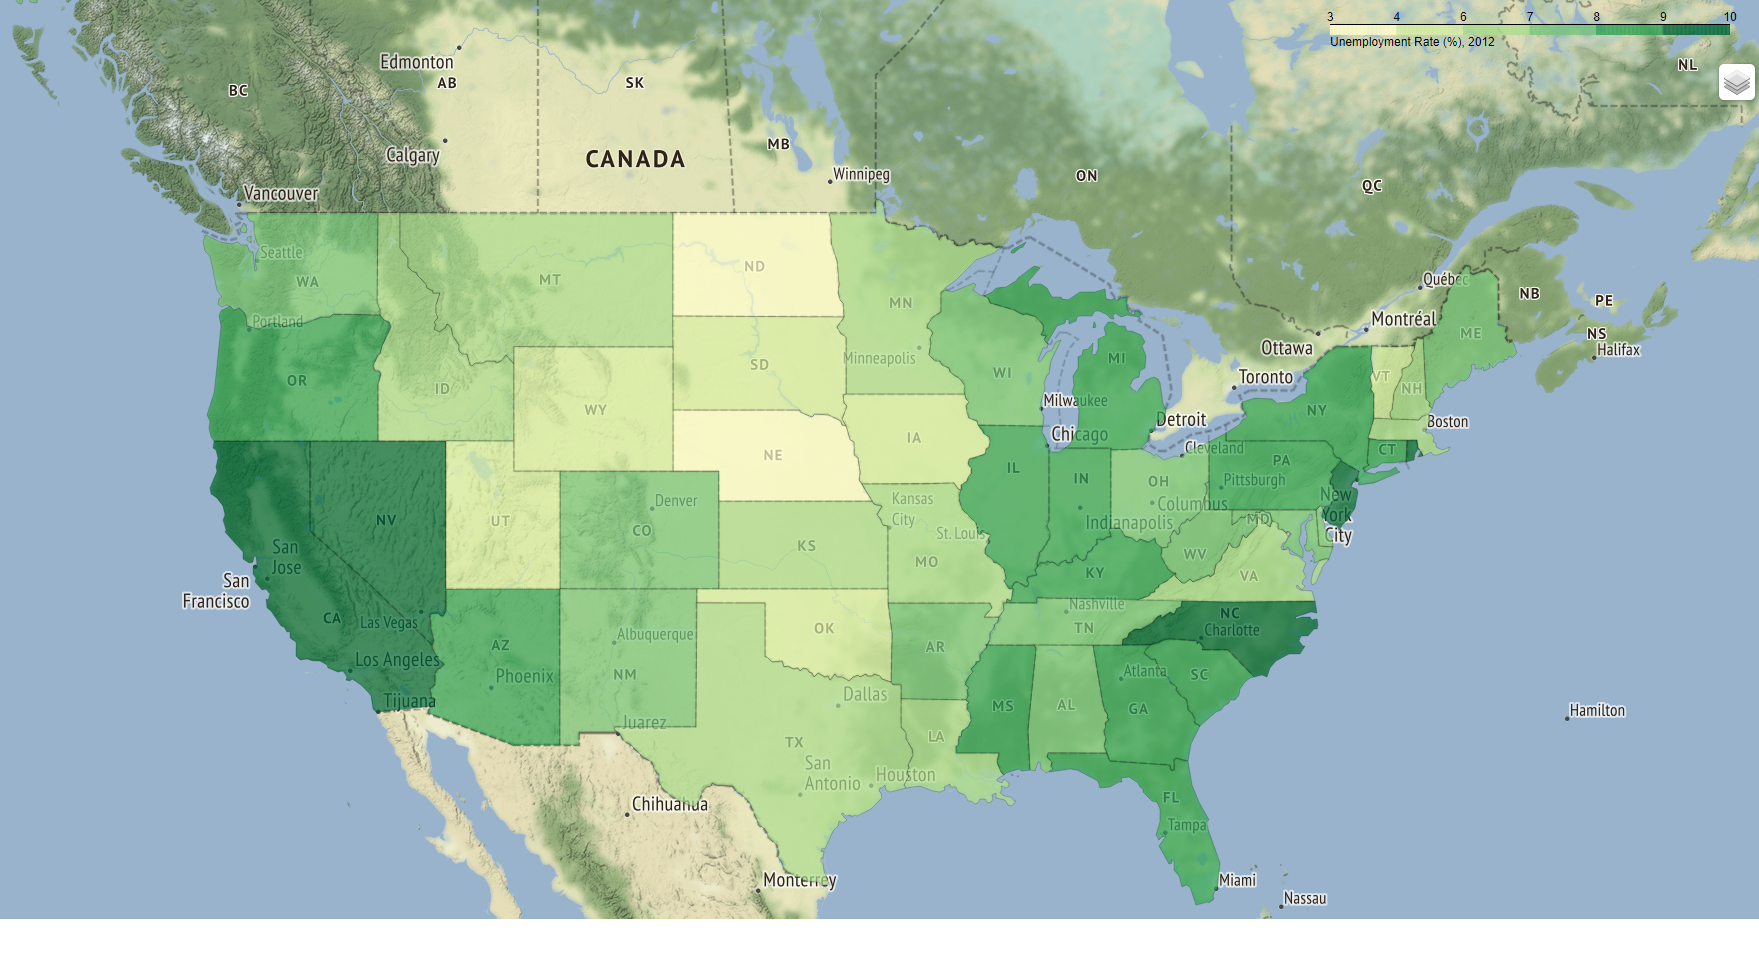 3 4 5 6 7 8 9 10
Unemployment Rate (%), 2012
Edmonton
AB
SK
BC
NL
Calgary
CANADA
MB
Winnipeg
ON
QC
Vancouver
Seattle
WA
MT
ND
MN
Québec
NB
PE
Portland
Montréal
NS
Ottawa
Halifax
ME
Minneapolis
SD
MI
WI
Toronto
VT
NH
OR
ID
WY
Milwaukee
NY
Detroit
Boston
IA
Chicago
Cleveland
CT
NE
IL
PA
IN
OH
Pittsburgh
Denver
Kansas
City
Columbus
New
York
City
NV
UT
CO
Indianapolis
MD
St. Louis
KS
San
Jose
WV
MO
KY
VA
San
Francisco
CA
Las Vegas
Nashville
NC
Charlotte
OK
TN
Albuquerque
AZ
AR
Los Angeles
Phoenix
NM
Atlanta
SC
Tijuana
Dallas
MS
AL
GA
Hamilton
Juarez
LA
TX
San
Antonio
Houston
FL
Chihuahua
Tampa
Monterrey
Miami
Nassau